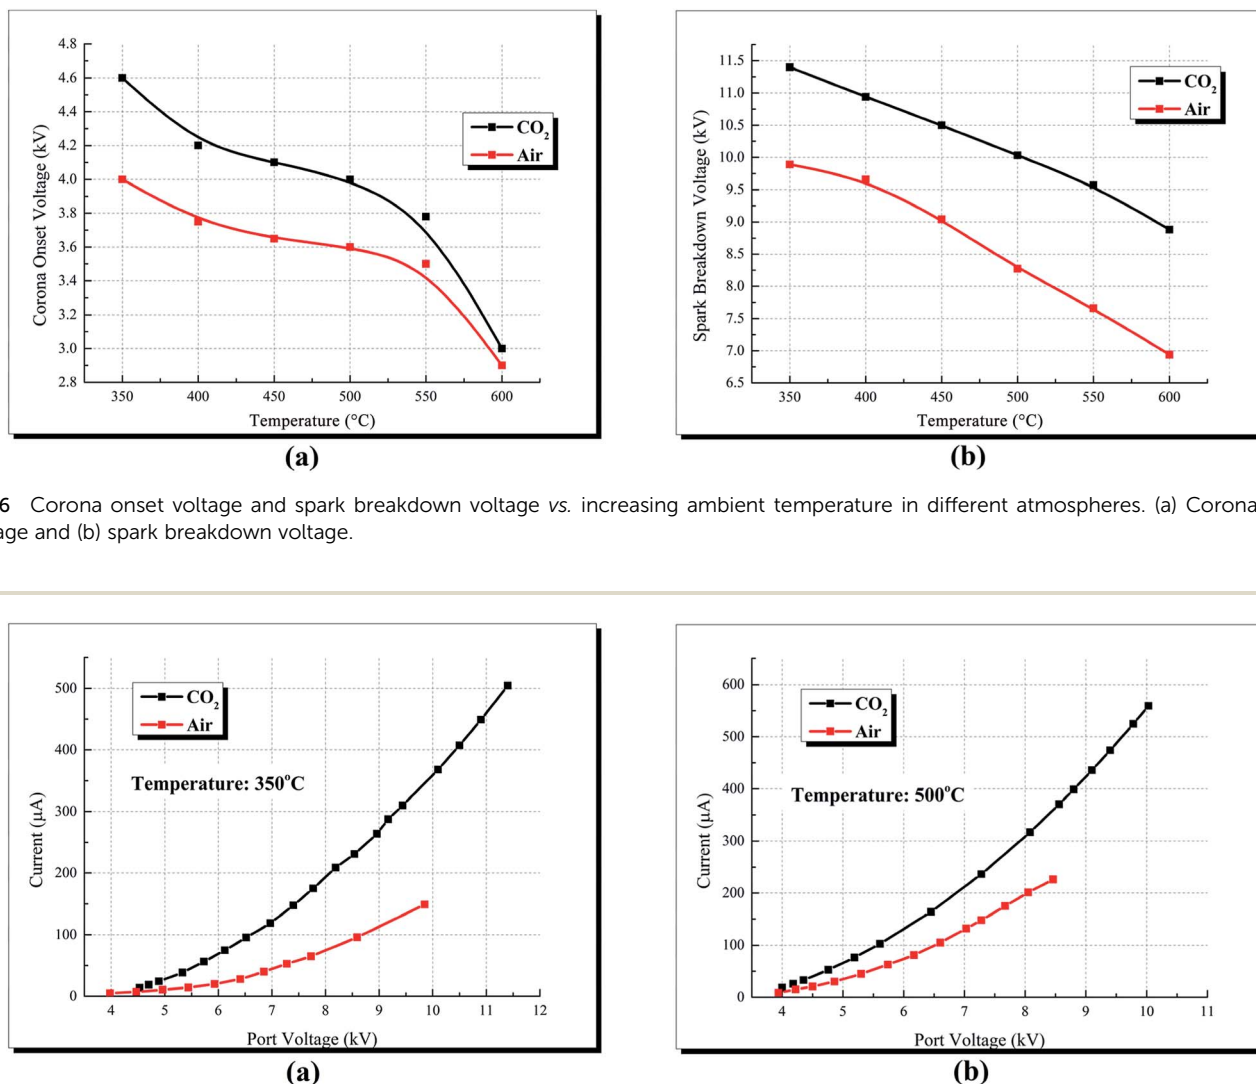 4.8
4.6
4.4
4.2
4.0
3.8
3.6
3.4
3.2
3.0
2.8
Corona Onset Voltage (kV)
CO2
Air
350 400 450 500 550 600
Temperature (°C)
(a)
11.5
11.0
10.5
10.0
9.5
9.0
8.5
8.0
7.5
7.0
6.5
Spark Breakdown Voltage (kV)
CO2
Air
350 400 450 500 550 600
Temperature (°C)
(b)
6 Corona onset voltage and spark breakdown voltage vs. increasing ambient temperature in different atmospheres. (a) Corona
age and (b) spark breakdown voltage.
500
400
300
200
100
0
Current (μA)
CO2
Air
Temperature: 350°C
4 5 6 7 8 9 10 11 12
Port Voltage (kV)
(a)
600
500
400
300
200
100
0
Current (μA)
CO2
Air
Temperature: 500°C
4 5 6 7 8 9 10 11
Port Voltage (kV)
(b)